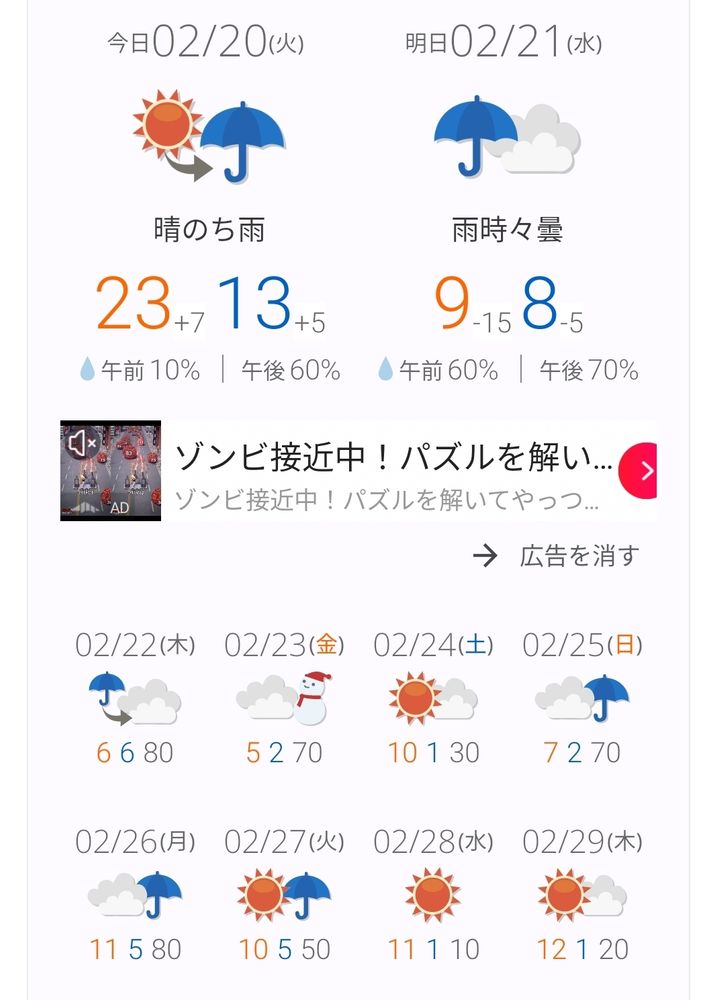 今日02/20(火) 明日02/21(水)
晴のち雨 雨時々曇
23+7 13+5 9-15 8-5
午前10% | 午後60% 午前60% | 午後70%
ゾンビ接近中！パズルを解い...
ゾンビ接近中！パズルを解いてやっつ...
AD
→ 広告を消す
02/22(木) 02/23(金) 02/24(土) 02/25(日)
6 6 80 5 2 70 10 1 30 7 2 70
02/26(月) 02/27(火) 02/28(水) 02/29(木)
11 5 80 10 5 50 11 1 10 12 1 20